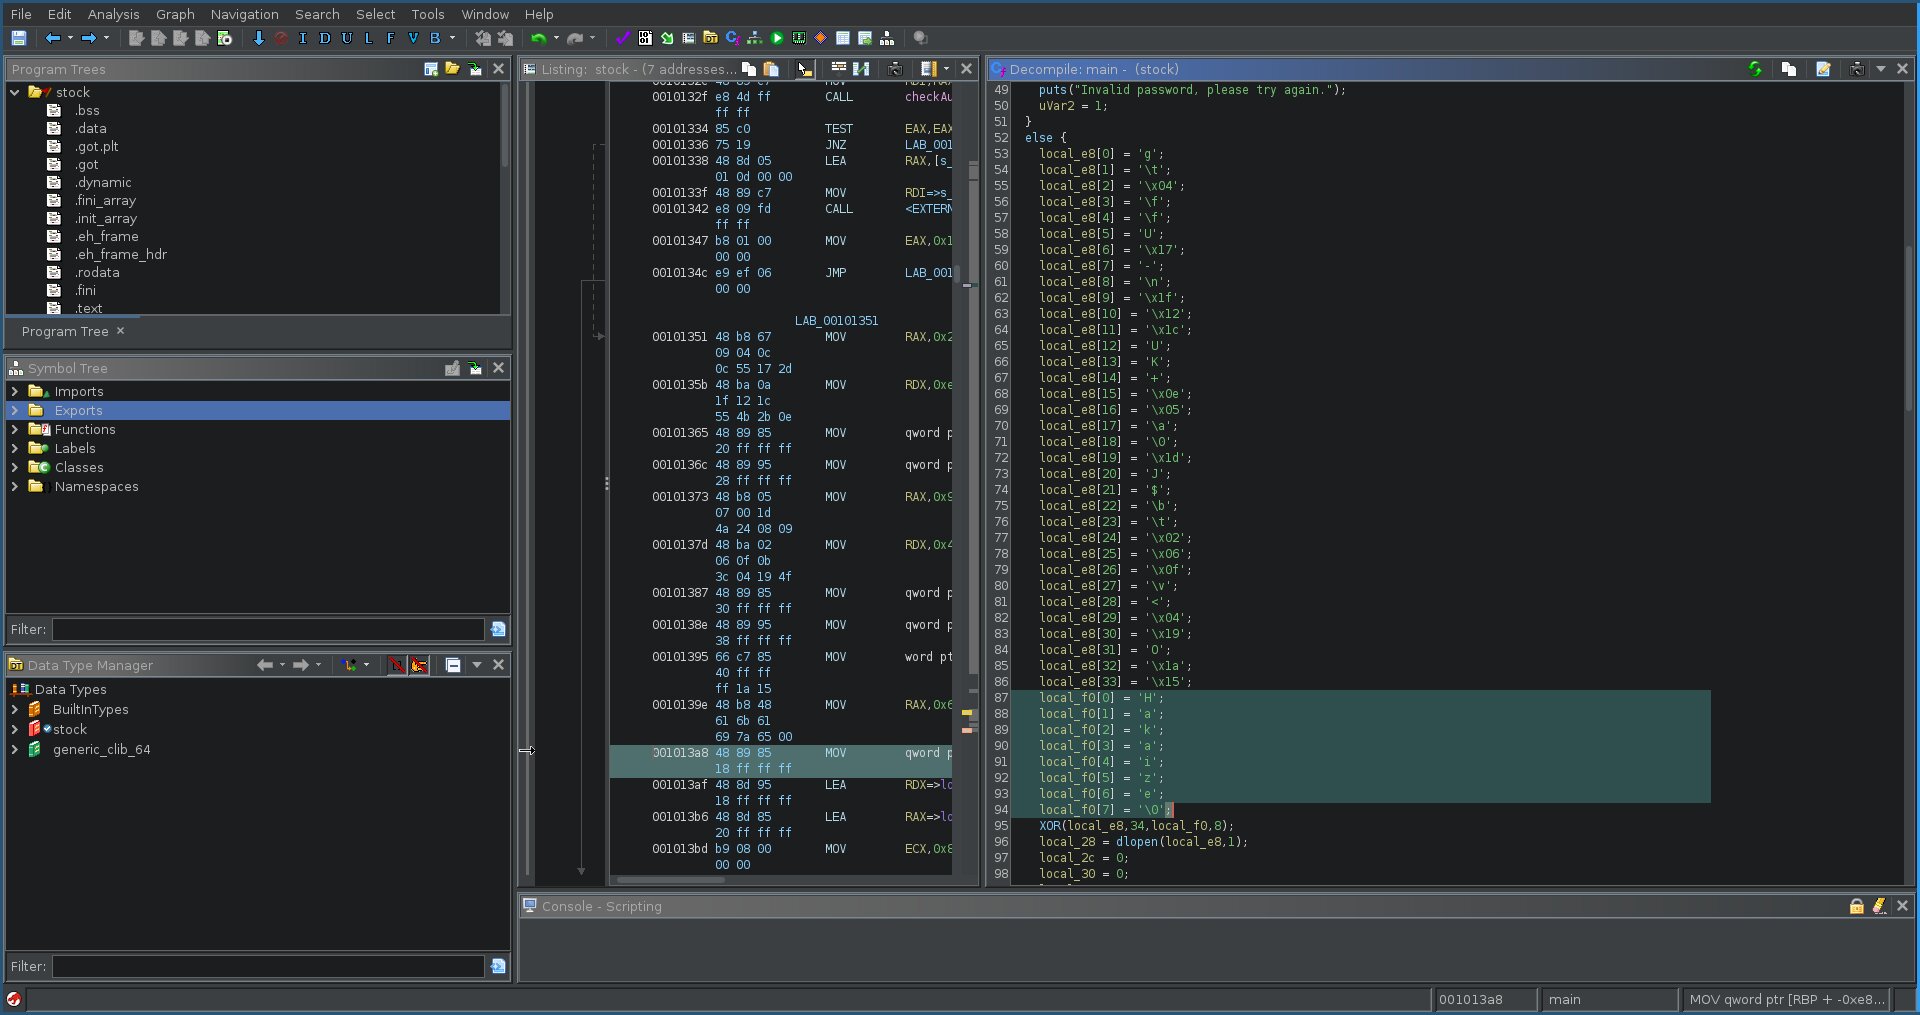 File Edit Analysis Graph Navigation Search Select Tools Window Help
I D U L F V B
Program Trees
stock
.bss
.data
.got.plt
.got
.dynamic
.fini_array
.init_array
.eh_frame
.eh_frame_hdr
.rodata
.fini
.text
Program Tree
Symbol Tree
Imports
Exports
Functions
Labels
Classes
Namespaces
Filter:
Data Type Manager
Data Types
BuiltInTypes
stock
generic_clib_64
Filter:
Listing: stock - (7 addresses...
0010132f e8 4d ff CALL checkAu
ff ff
00101334 85 c0 TEST EAX,EAX
00101336 75 19 JNZ LAB_001
00101338 48 8d 05 LEA RAX,[s_
01 0d 00 00
0010133f 48 89 c7 MOV RDI=>s_
00101342 e8 09 fd CALL <EXTERN
ff ff
00101347 b8 01 00 MOV EAX,0x1
00 00
0010134c e9 ef 06 JMP LAB_001
00 00
LAB_00101351
00101351 48 b8 67 MOV RAX,0x2
09 04 0c
0c 55 17 2d
0010135b 48 ba 0a MOV RDX,0xe
1f 12 1c
55 4b 2b 0e
00101365 48 89 85 MOV qword p
20 ff ff ff
0010136c 48 89 95 MOV qword p
28 ff ff ff
00101373 48 b8 05 MOV RAX,0x9
07 00 1d
4a 24 08 09
0010137d 48 ba 02 MOV RDX,0x4
06 0f 0b
3c 04 19 4f
00101387 48 89 85 MOV qword p
30 ff ff ff
0010138e 48 89 95 MOV qword p
38 ff ff ff
00101395 66 c7 85 MOV word pt
40 ff ff
ff 1a 15
0010139e 48 b8 48 MOV RAX,0x6
61 6b 61
69 7a 65 00
001013a8 48 89 85 MOV qword p
18 ff ff ff
001013af 48 8d 95 LEA RDX=>lo
18 ff ff ff
001013b6 48 8d 85 LEA RAX=>lo
20 ff ff ff
001013bd b9 08 00 MOV ECX,0x8
00 00
Decompile: main - (stock)
49 puts("Invalid password, please try again.");
50 uVar2 = 1;
51 }
52 else {
53 local_e8[0] = 'g';
54 local_e8[1] = '\t';
55 local_e8[2] = '\x04';
56 local_e8[3] = '\f';
57 local_e8[4] = '\f';
58 local_e8[5] = 'U';
59 local_e8[6] = '\x17';
60 local_e8[7] = '-';
61 local_e8[8] = '\n';
62 local_e8[9] = '\x1f';
63 local_e8[10] = '\x12';
64 local_e8[11] = '\x1c';
65 local_e8[12] = 'U';
66 local_e8[13] = 'K';
67 local_e8[14] = '+';
68 local_e8[15] = '\x0e';
69 local_e8[16] = '\x05';
70 local_e8[17] = '\a';
71 local_e8[18] = '\0';
72 local_e8[19] = '\x1d';
73 local_e8[20] = 'J';
74 local_e8[21] = '$';
75 local_e8[22] = '\b';
76 local_e8[23] = '\t';
77 local_e8[24] = '\x02';
78 local_e8[25] = '\x06';
79 local_e8[26] = '\x0f';
80 local_e8[27] = '\v';
81 local_e8[28] = '<';
82 local_e8[29] = '\x04';
83 local_e8[30] = '\x19';
84 local_e8[31] = 'O';
85 local_e8[32] = '\x1a';
86 local_e8[33] = '\x15';
87 local_f0[0] = 'H';
88 local_f0[1] = 'a';
89 local_f0[2] = 'k';
90 local_f0[3] = 'a';
91 local_f0[4] = 'i';
92 local_f0[5] = 'z';
93 local_f0[6] = 'e';
94 local_f0[7] = '\0';
95 XOR(local_e8,34,local_f0,8);
96 local_28 = dlopen(local_e8,1);
97 local_2c = 0;
98 local_30 = 0;
Console - Scripting
001013a8 main MOV qword ptr [RBP + -0xe8...